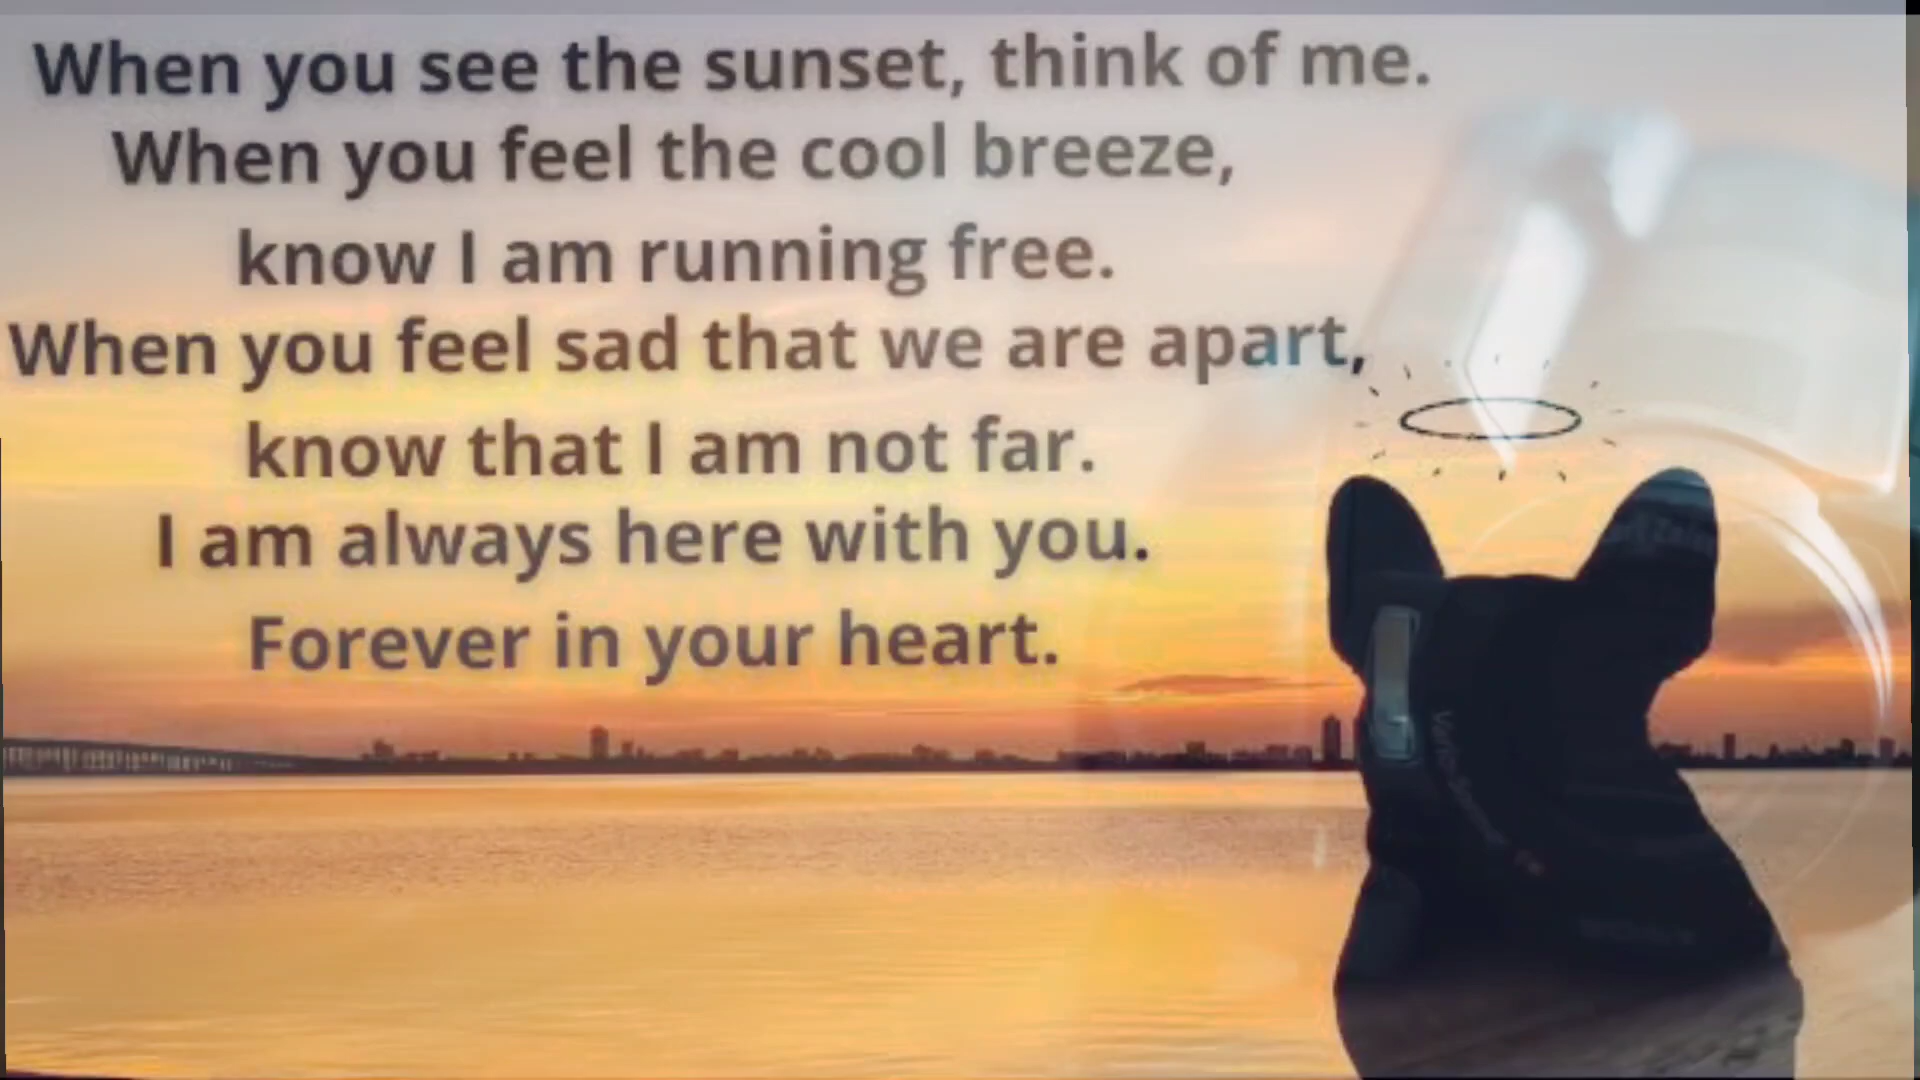 When you see the sunset, think of me.
When you feel the cool breeze,
know I am running free.
When you feel sad that we are apart,
know that I am not far.
I am always here with you.
Forever in your heart.